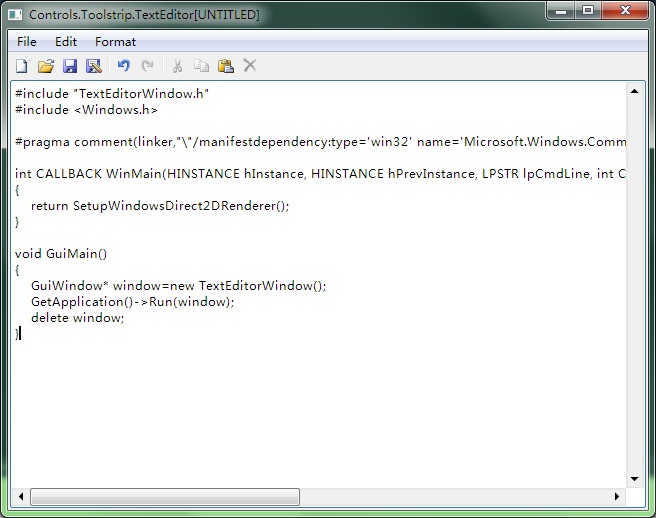 Controls.Toolstrip.TextEditor[UNTITLED]
File Edit Format
#include "TextEditorWindow.h"
#include <Windows.h>
#pragma comment(linker,"\"/manifestdependency:type='win32' name='Microsoft.Windows.Comm
int CALLBACK WinMain(HINSTANCE hInstance, HINSTANCE hPrevInstance, LPSTR lpCmdLine, int C
{
    return SetupWindowsDirect2DRenderer();
}
void GuiMain()
{
    GuiWindow* window=new TextEditorWindow();
    GetApplication()->Run(window);
    delete window;
}